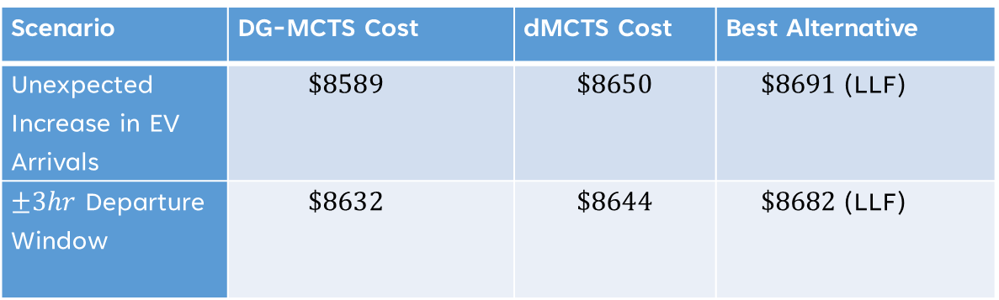 Scenario DG-MCTS Cost dMCTS Cost Best Alternative
Unexpected $8589 $8650 $8691 (LLF)
Increase in EV
Arrivals
±3hr Departure $8632 $8644 $8682 (LLF)
Window